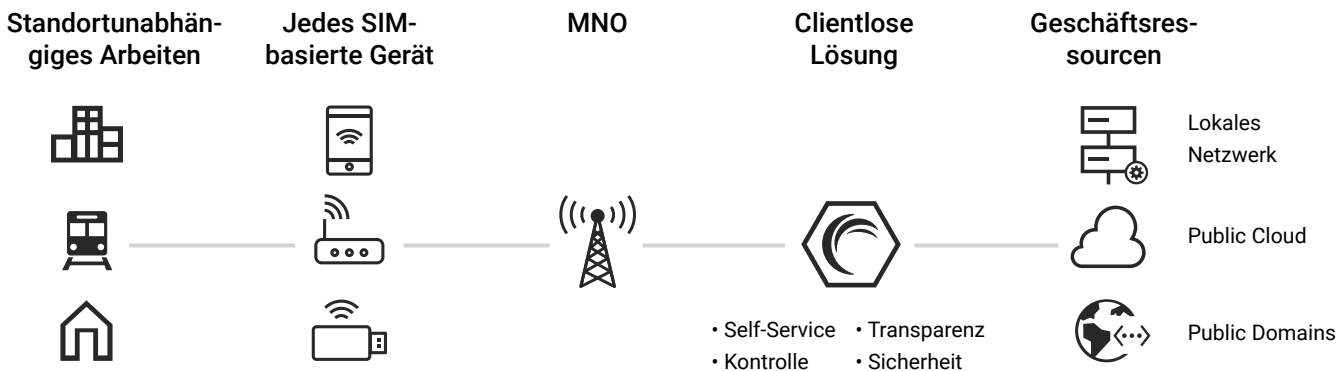 Standortunabhän-
giges Arbeiten
Jedes SIM-
basierte Gerät
MNO
Clientlose
Lösung
Geschäftsres-
sourcen
Lokales
Netzwerk
Public Cloud
Public Domains
• Self-Service • Transparenz
• Kontrolle • Sicherheit